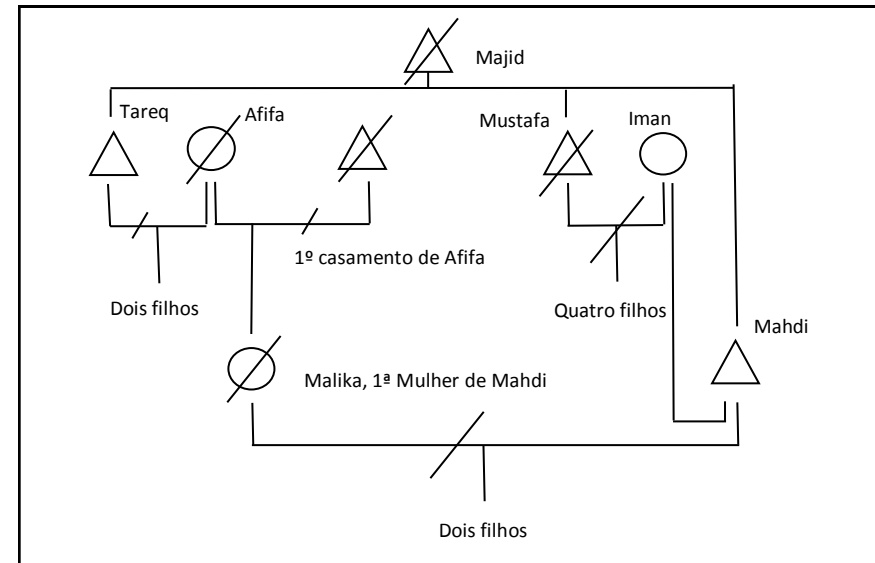 Majid
Tareq
Afifa
Mustafa
Iman
1º casamento de Afifa
Dois filhos
Quatro filhos
Mahdi
Malika, 1ª Mulher de Mahdi
Dois filhos